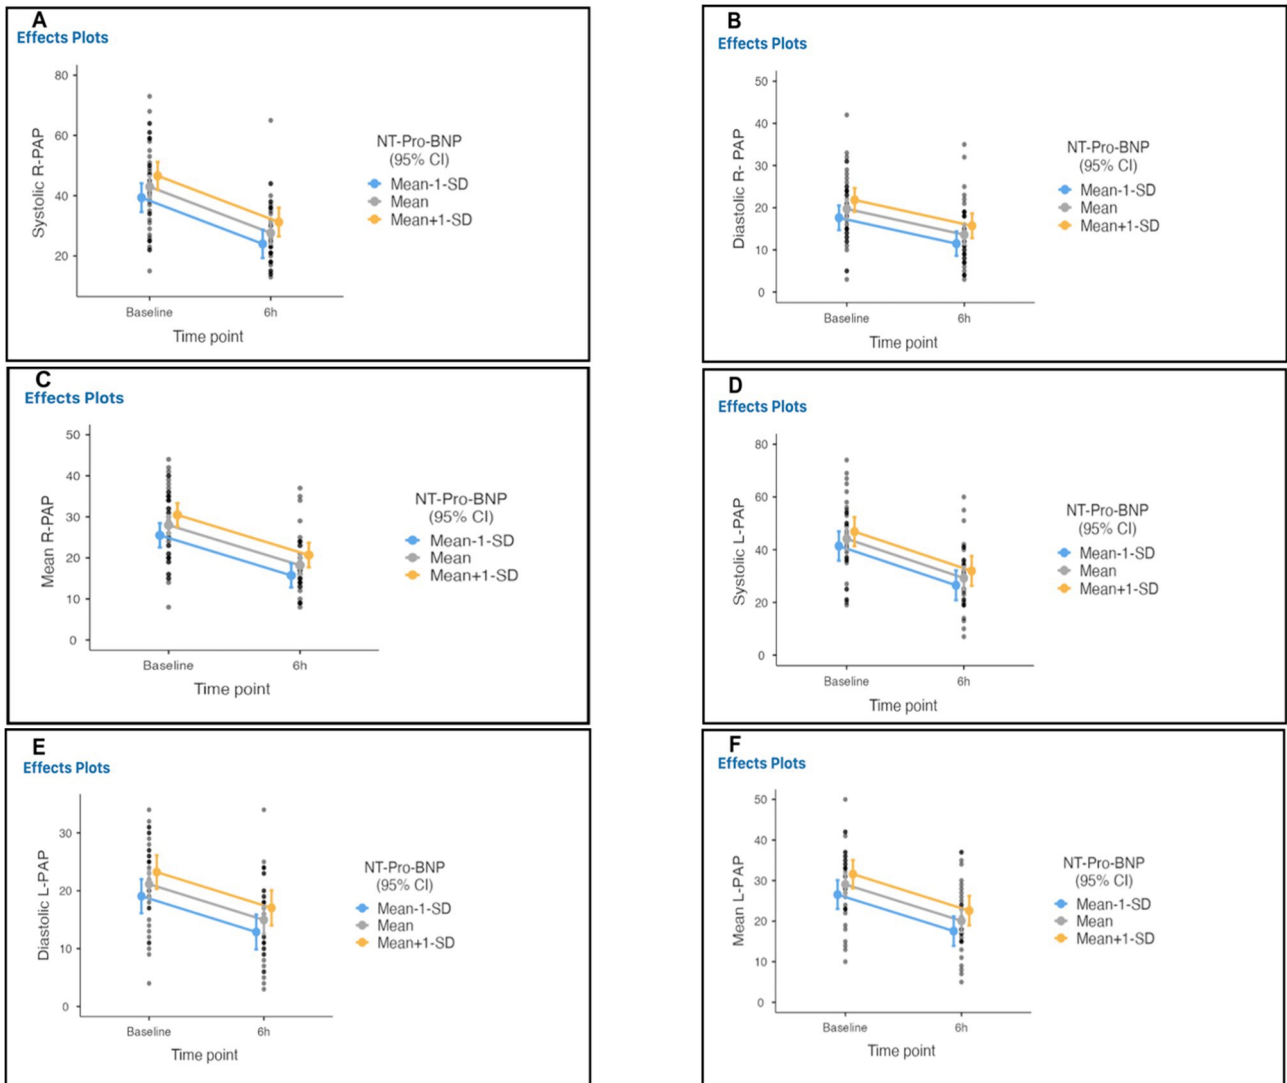 A
Effects Plots
80
60
40
20
Systolic R-PAP
Baseline
6h
Time point
NT-Pro-BNP
(95% CI)
Mean-1-SD
Mean
Mean+1-SD
B
Effects Plots
50
40
30
20
10
0
Diastolic R- PAP
Baseline
6h
Time point
NT-Pro-BNP
(95% CI)
Mean-1-SD
Mean
Mean+1-SD
C
Effects Plots
50
40
30
20
10
0
Mean R-PAP
Baseline
6h
Time point
NT-Pro-BNP
(95% CI)
Mean-1-SD
Mean
Mean+1-SD
D
Effects Plots
80
60
40
20
0
Systolic L-PAP
Baseline
6h
Time point
NT-Pro-BNP
(95% CI)
Mean-1-SD
Mean
Mean+1-SD
E
Effects Plots
30
20
10
0
Diastolic L-PAP
Baseline
6h
Time point
NT-Pro-BNP
(95% CI)
Mean-1-SD
Mean
Mean+1-SD
F
Effects Plots
50
40
30
20
10
0
Mean L-PAP
Baseline
6h
Time point
NT-Pro-BNP
(95% CI)
Mean-1-SD
Mean
Mean+1-SD